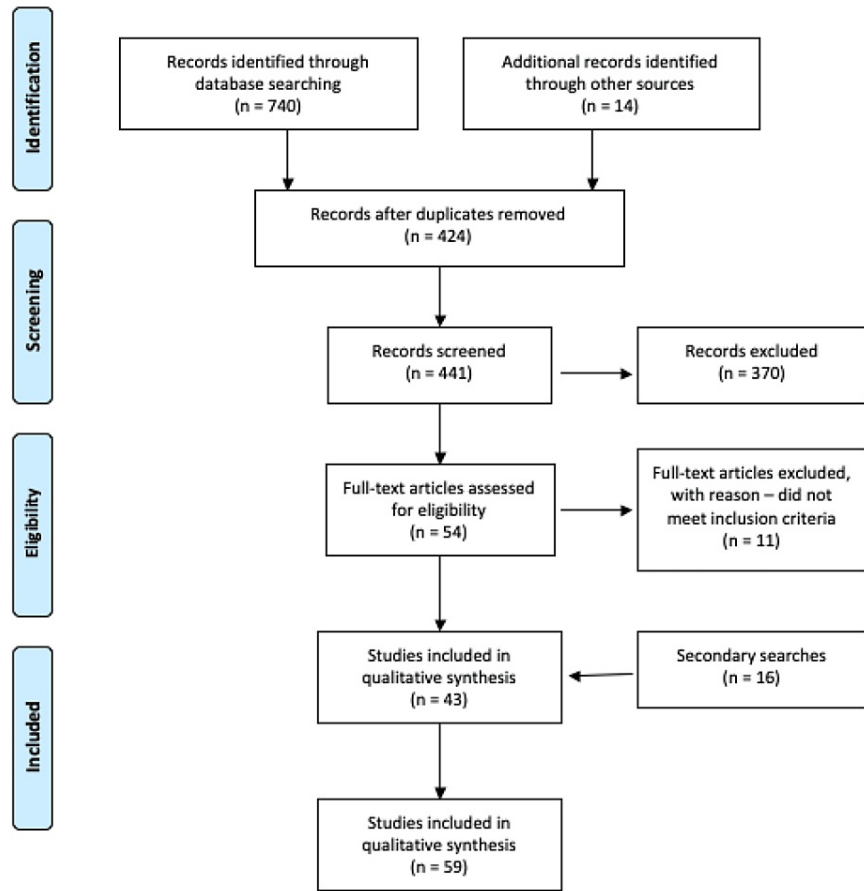 Identification
Records identified through
database searching
(n = 740)
Additional records identified
through other sources
(n = 14)
Records after duplicates removed
(n = 424)
Screening
Records screened
(n = 441)
Records excluded
(n = 370)
Eligibility
Full-text articles assessed
for eligibility
(n = 54)
Full-text articles excluded,
with reason – did not
meet inclusion criteria
(n = 11)
Included
Studies included in
qualitative synthesis
(n = 43)
Secondary searches
(n = 16)
Studies included in
qualitative synthesis
(n = 59)